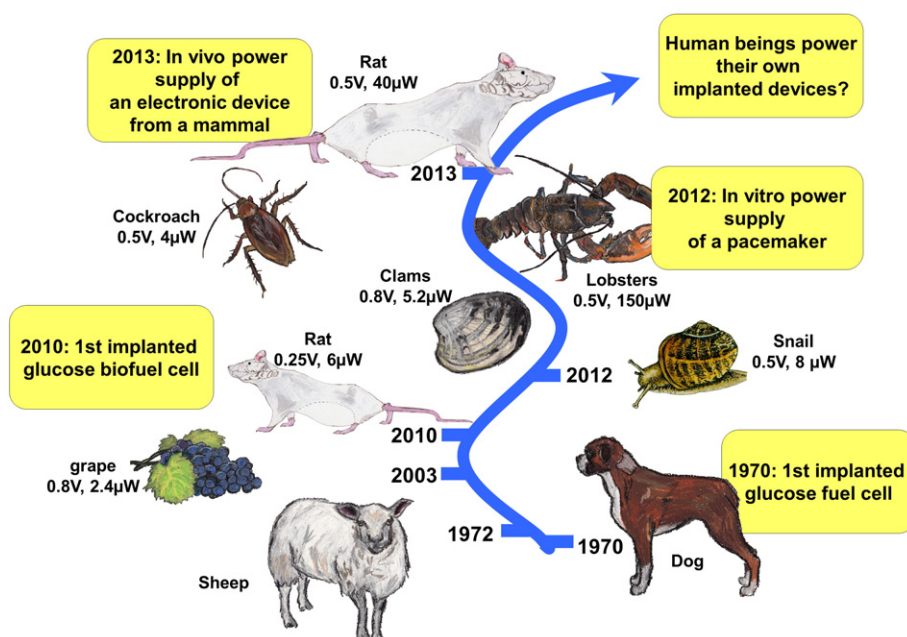 2013: In vivo power
supply of
an electronic device
from a mammal
Rat
0.5V, 40µW
Human beings power
their own
implanted devices?
2013
Cockroach
0.5V, 4µW
2012: In vitro power
supply
of a pacemaker
Lobsters
0.5V, 150µW
Clams
0.8V, 5.2µW
2010: 1st implanted
glucose biofuel cell
Rat
0.25V, 6µW
Snail
0.5V, 8 µW
2012
2010
grape
0.8V, 2.4µW
2003
1970: 1st implanted
glucose fuel cell
1972
1970
Sheep
Dog